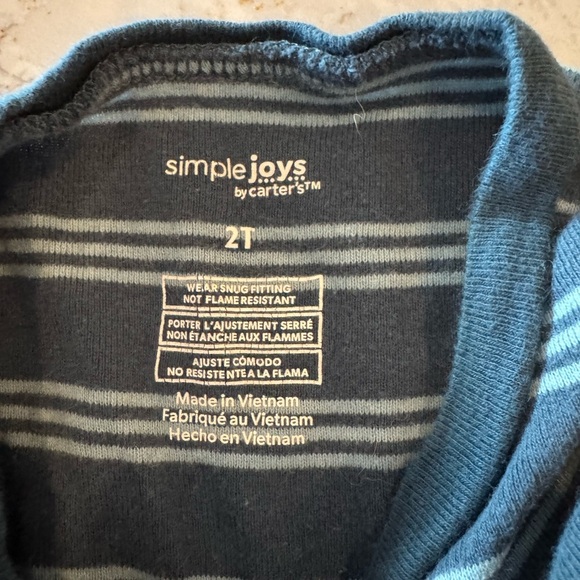 simple joys
by carter's™
2T
WEAR SNUG FITTING
NOT FLAME RESISTANT
PORTER L'AJUSTEMENT SERRÉ
NON ÉTANCHE AUX FLAMMES
AJUSTE CÓMODO
NO RESISTENTE A LA FLAMA
Made in Vietnam
Fabriqué au Vietnam
Hecho en Vietnam